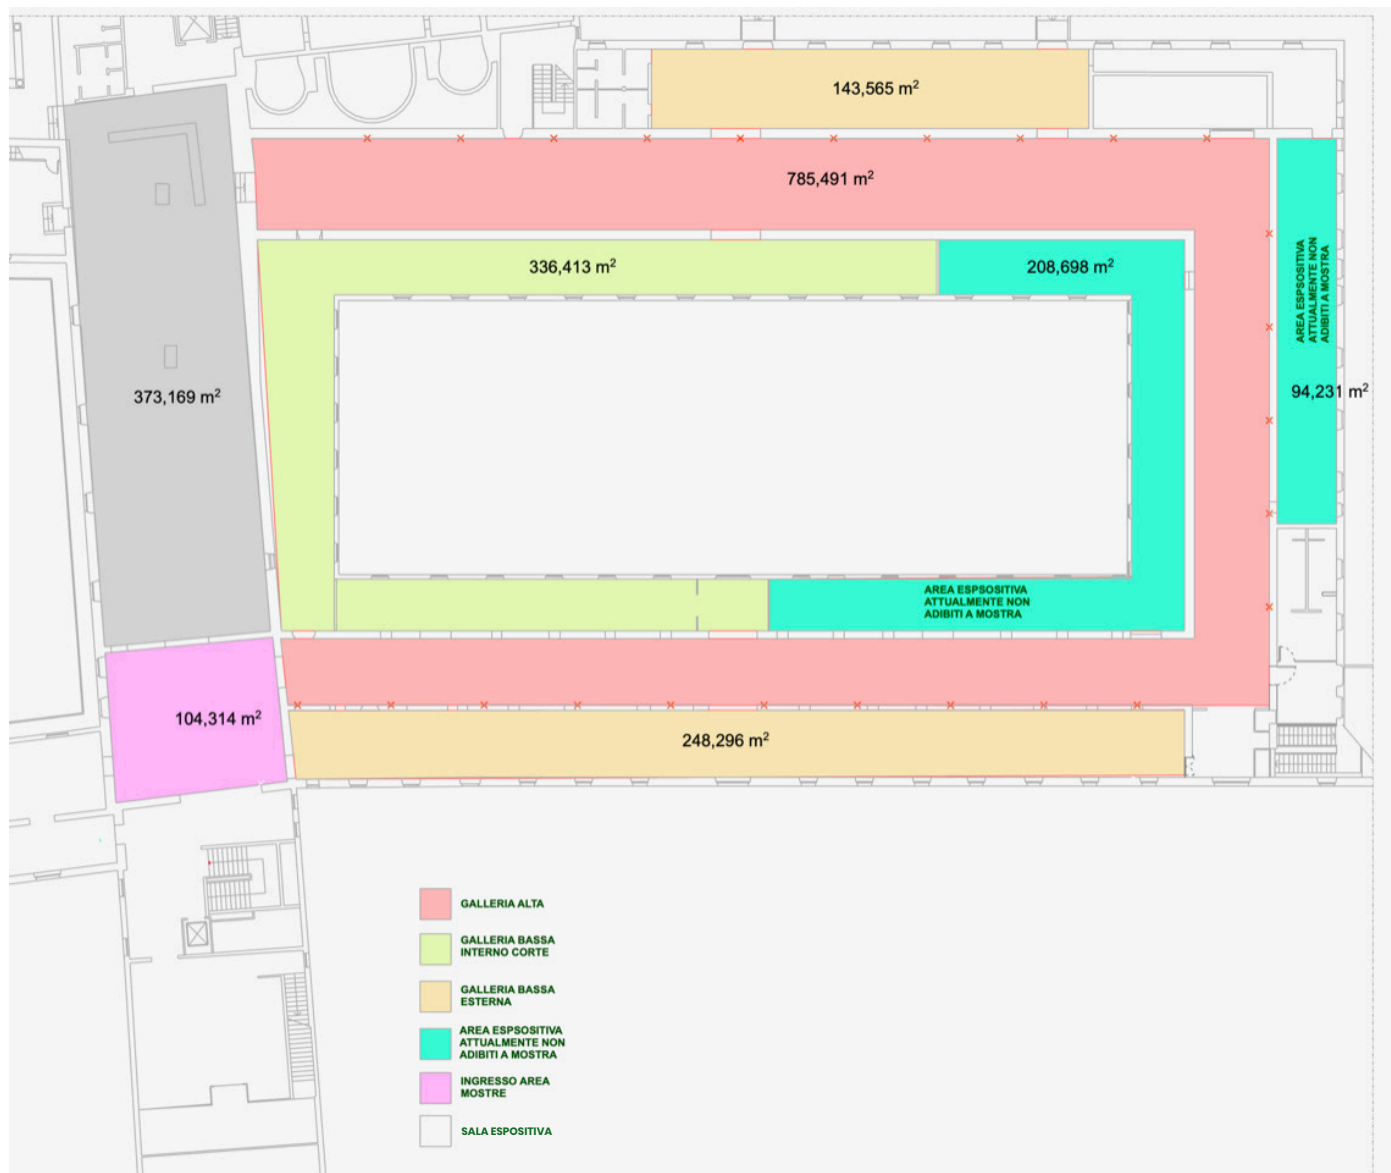 143,565 m²
785,491 m²
336,413 m²
208,698 m²
AREA ESPSOSITIVA
ATTUALMENTE NON
ADIBITI A MOSTRA
94,231 m²
373,169 m²
AREA ESPSOSITIVA
ATTUALMENTE NON
ADIBITI A MOSTRA
104,314 m²
248,296 m²
GALLERIA ALTA
GALLERIA BASSA
INTERNO CORTE
GALLERIA BASSA
ESTERNA
AREA ESPSOSITIVA
ATTUALMENTE NON
ADIBITI A MOSTRA
INGRESSO AREA
MOSTRE
SALA ESPOSITIVA